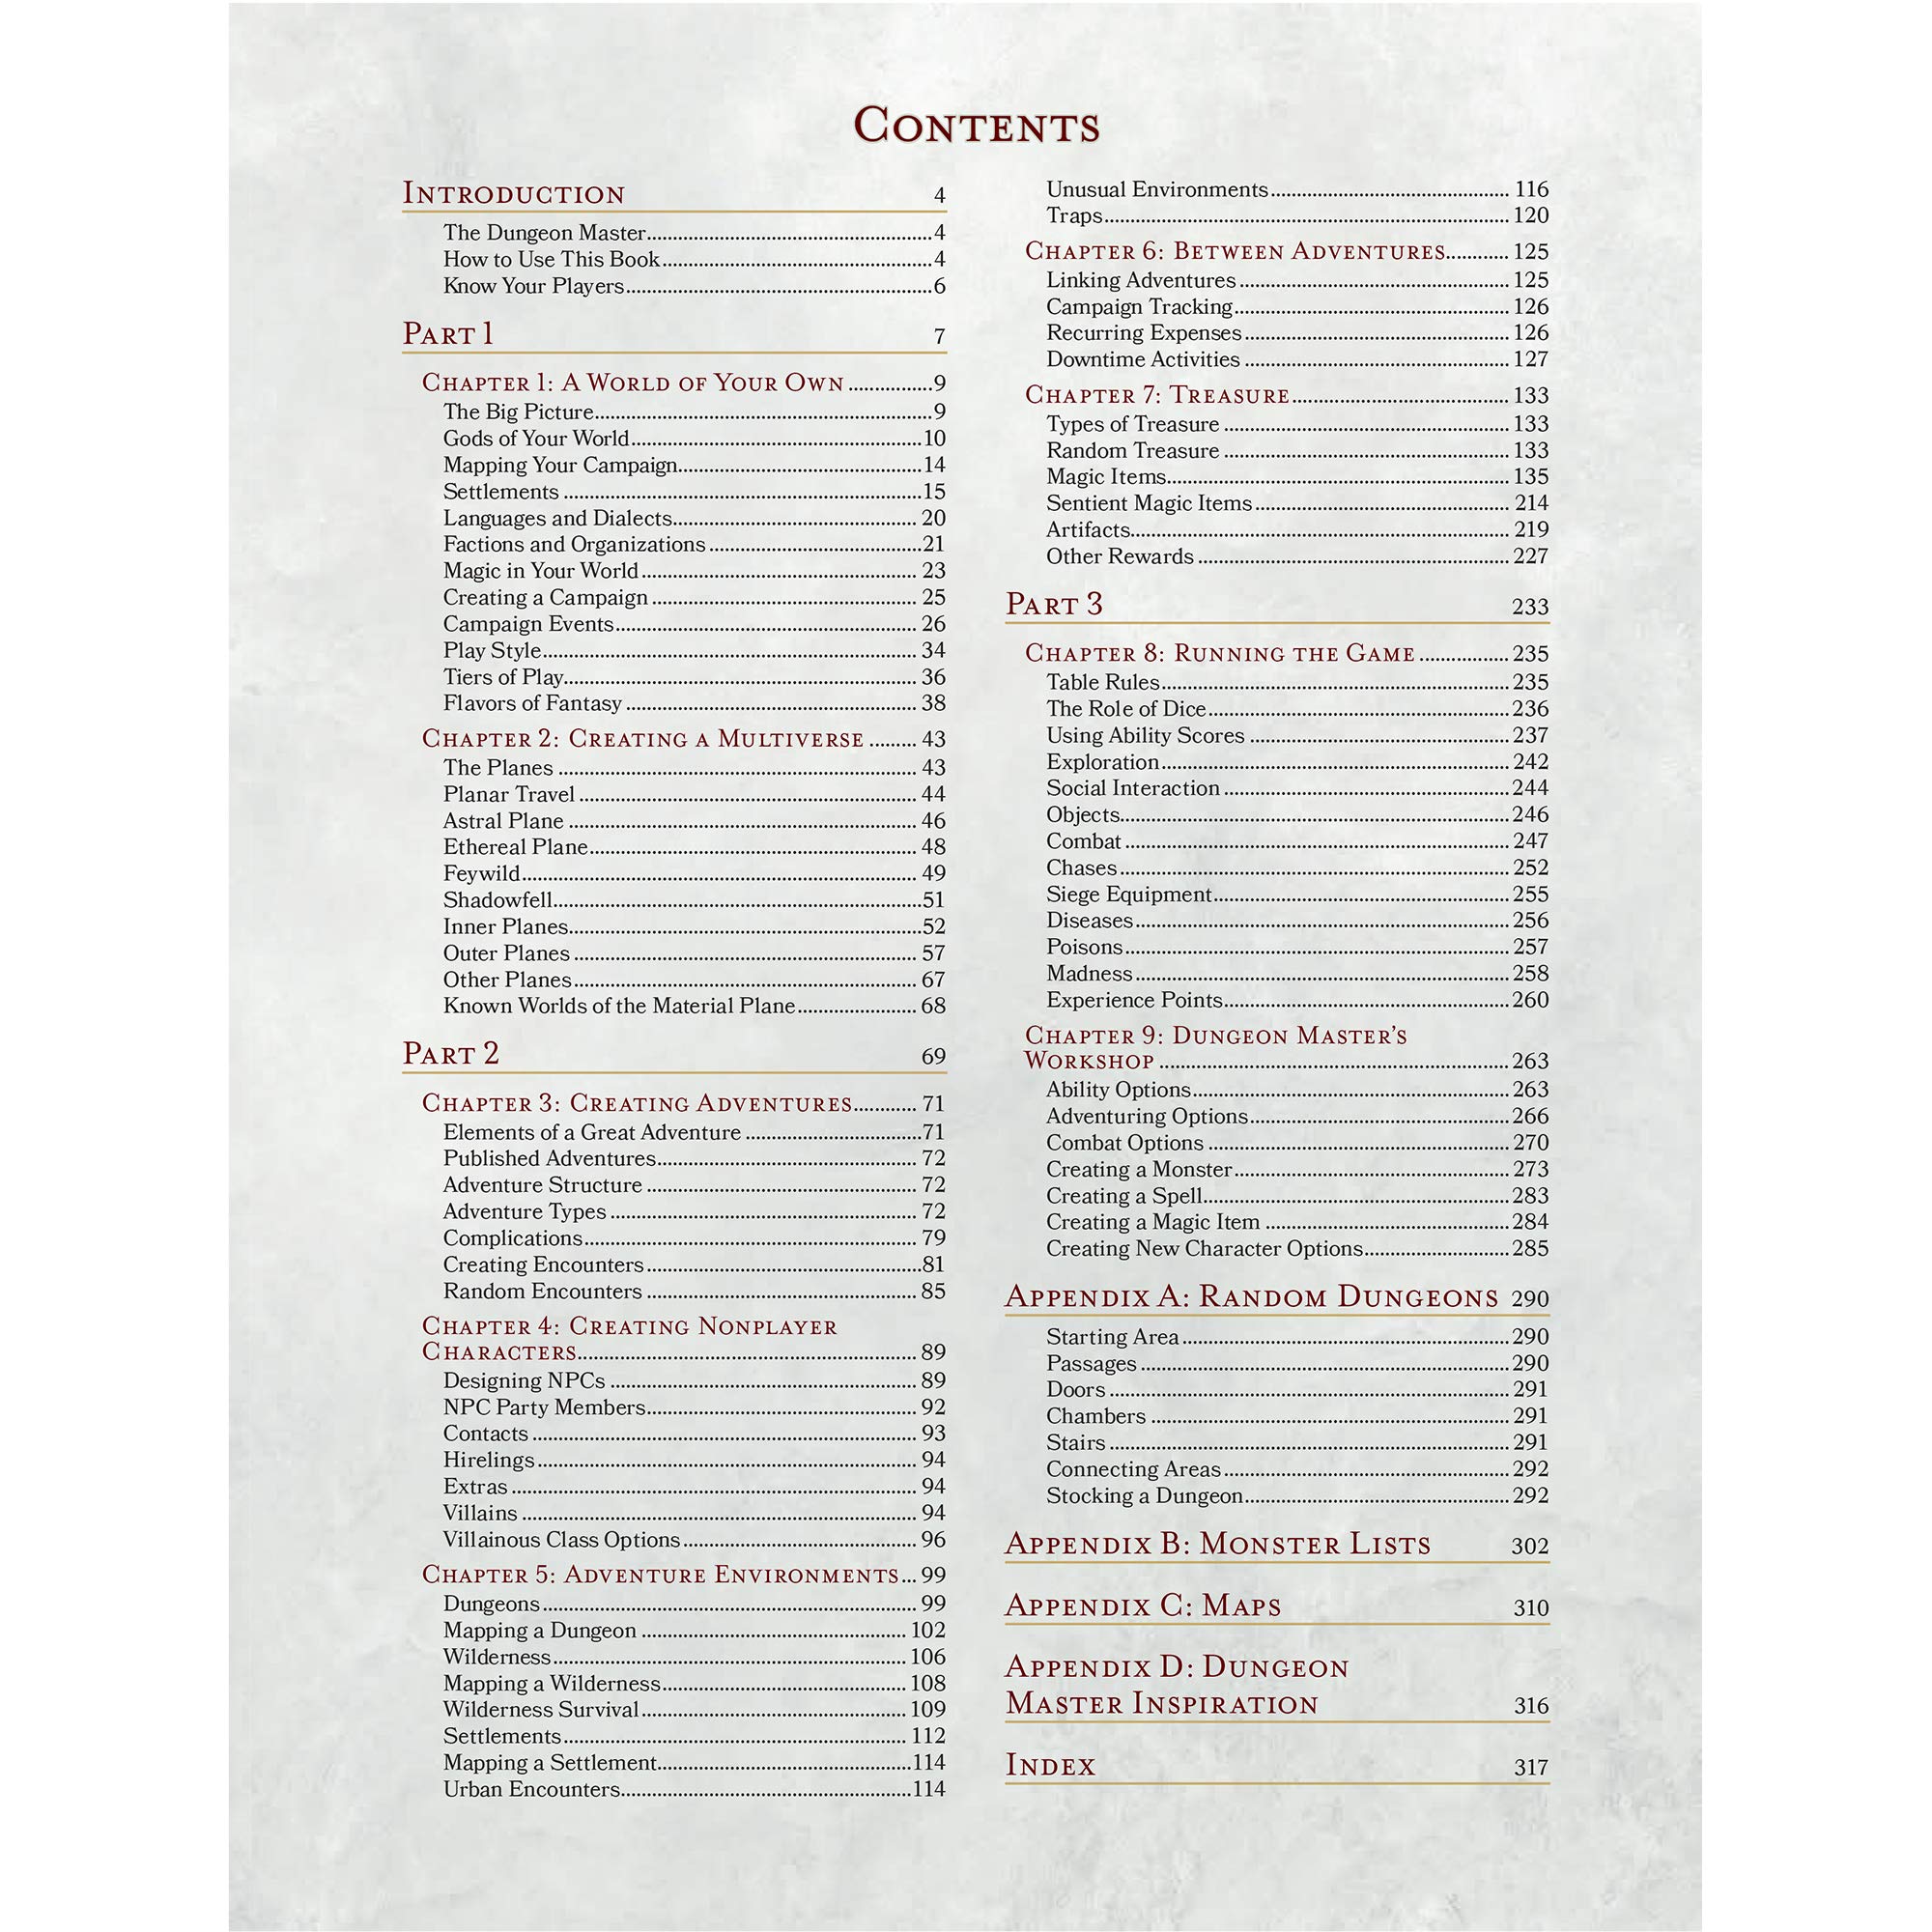 Contents
Introduction 4
The Dungeon Master 4
How to Use This Book 4
Know Your Players 6
Part 1 7
Chapter 1: A World of Your Own 9
The Big Picture 9
Gods of Your World 10
Mapping Your Campaign 14
Settlements 15
Languages and Dialects 20
Factions and Organizations 21
Magic in Your World 23
Creating a Campaign 25
Campaign Events 26
Play Style 34
Tiers of Play 36
Flavors of Fantasy 38
Chapter 2: Creating a Multiverse 43
The Planes 43
Planar Travel 44
Astral Plane 46
Ethereal Plane 48
Feywild 49
Shadowfell 51
Inner Planes 52
Outer Planes 57
Other Planes 67
Known Worlds of the Material Plane 68
Part 2 69
Chapter 3: Creating Adventures 71
Elements of a Great Adventure 71
Published Adventures 72
Adventure Structure 72
Adventure Types 72
Complications 79
Creating Encounters 81
Random Encounters 85
Chapter 4: Creating Nonplayer
Characters 89
Designing NPCs 89
NPC Party Members 92
Contacts 93
Hirelings 94
Extras 94
Villains 94
Villainous Class Options 96
Chapter 5: Adventure Environments 99
Dungeons 99
Mapping a Dungeon 102
Wilderness 106
Mapping a Wilderness 108
Wilderness Survival 109
Settlements 112
Mapping a Settlement 114
Urban Encounters 114
Unusual Environments 116
Traps 120
Chapter 6: Between Adventures 125
Linking Adventures 125
Campaign Tracking 126
Recurring Expenses 126
Downtime Activities 127
Chapter 7: Treasure 133
Types of Treasure 133
Random Treasure 133
Magic Items 135
Sentient Magic Items 214
Artifacts 219
Other Rewards 227
Part 3 233
Chapter 8: Running the Game 235
Table Rules 235
The Role of Dice 236
Using Ability Scores 237
Exploration 242
Social Interaction 244
Objects 246
Combat 247
Chases 252
Siege Equipment 255
Diseases 256
Poisons 257
Madness 258
Experience Points 260
Chapter 9: Dungeon Master's
Workshop 263
Ability Options 263
Adventuring Options 266
Combat Options 270
Creating a Monster 273
Creating a Spell 283
Creating a Magic Item 284
Creating New Character Options 285
Appendix A: Random Dungeons 290
Starting Area 290
Passages 290
Doors 291
Chambers 291
Stairs 291
Connecting Areas 292
Stocking a Dungeon 292
Appendix B: Monster Lists 302
Appendix C: Maps 310
Appendix D: Dungeon
Master Inspiration 316
Index 317